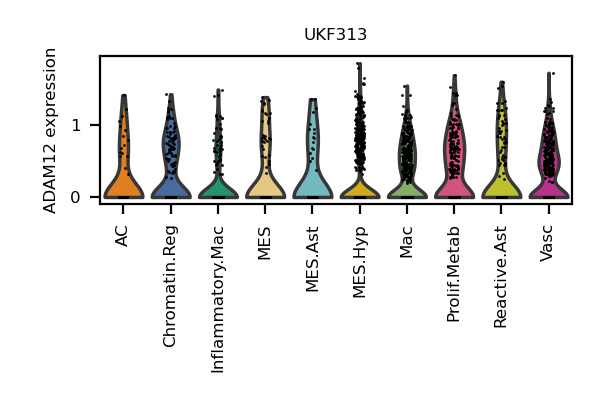 UKF313
ADAM12 expression
1
0
AC
Chromatin.Reg
Inflammatory.Mac
MES
MES.Ast
MES.Hyp
Mac
Prolif.Metab
Reactive.Ast
Vasc